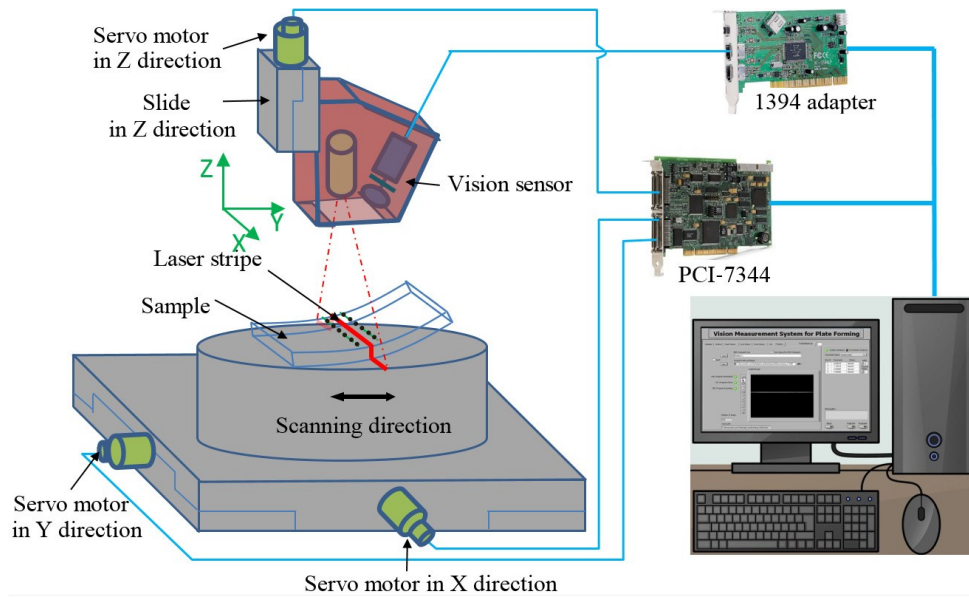 Servo motor
in Z direction
Slide
in Z direction
Z
Y
X
Vision sensor
1394 adapter
PCI-7344
Laser stripe
Sample
Scanning direction
Servo motor
in Y direction
Servo motor in X direction
Vision Measurement System for Plate Forming